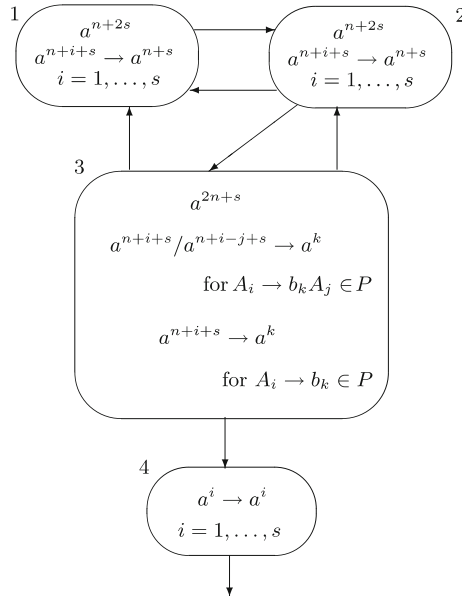 1
a^{n+2s}
a^{n+i+s} → a^{n+s}
i = 1, . . . , s
2
a^{n+2s}
a^{n+i+s} → a^{n+s}
i = 1, . . . , s
3
a^{2n+s}
a^{n+i+s}/a^{n+i−j+s} → a^k
for A_i → b_k A_j ∈ P
a^{n+i+s} → a^k
for A_i → b_k ∈ P
4
a^i → a^i
i = 1, . . . , s